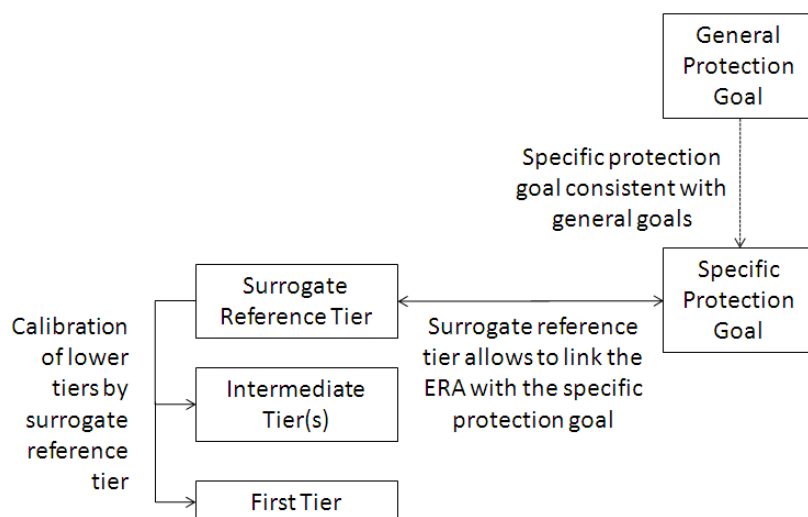 General
Protection
Goal
Specific protection
goal consistent with
general goals
Specific
Protection
Goal
Surrogate
Reference Tier
Surrogate reference
tier allows to link the
ERA with the specific
protection goal
Calibration
of lower
tiers by
surrogate
reference
tier
Intermediate
Tier(s)
First Tier